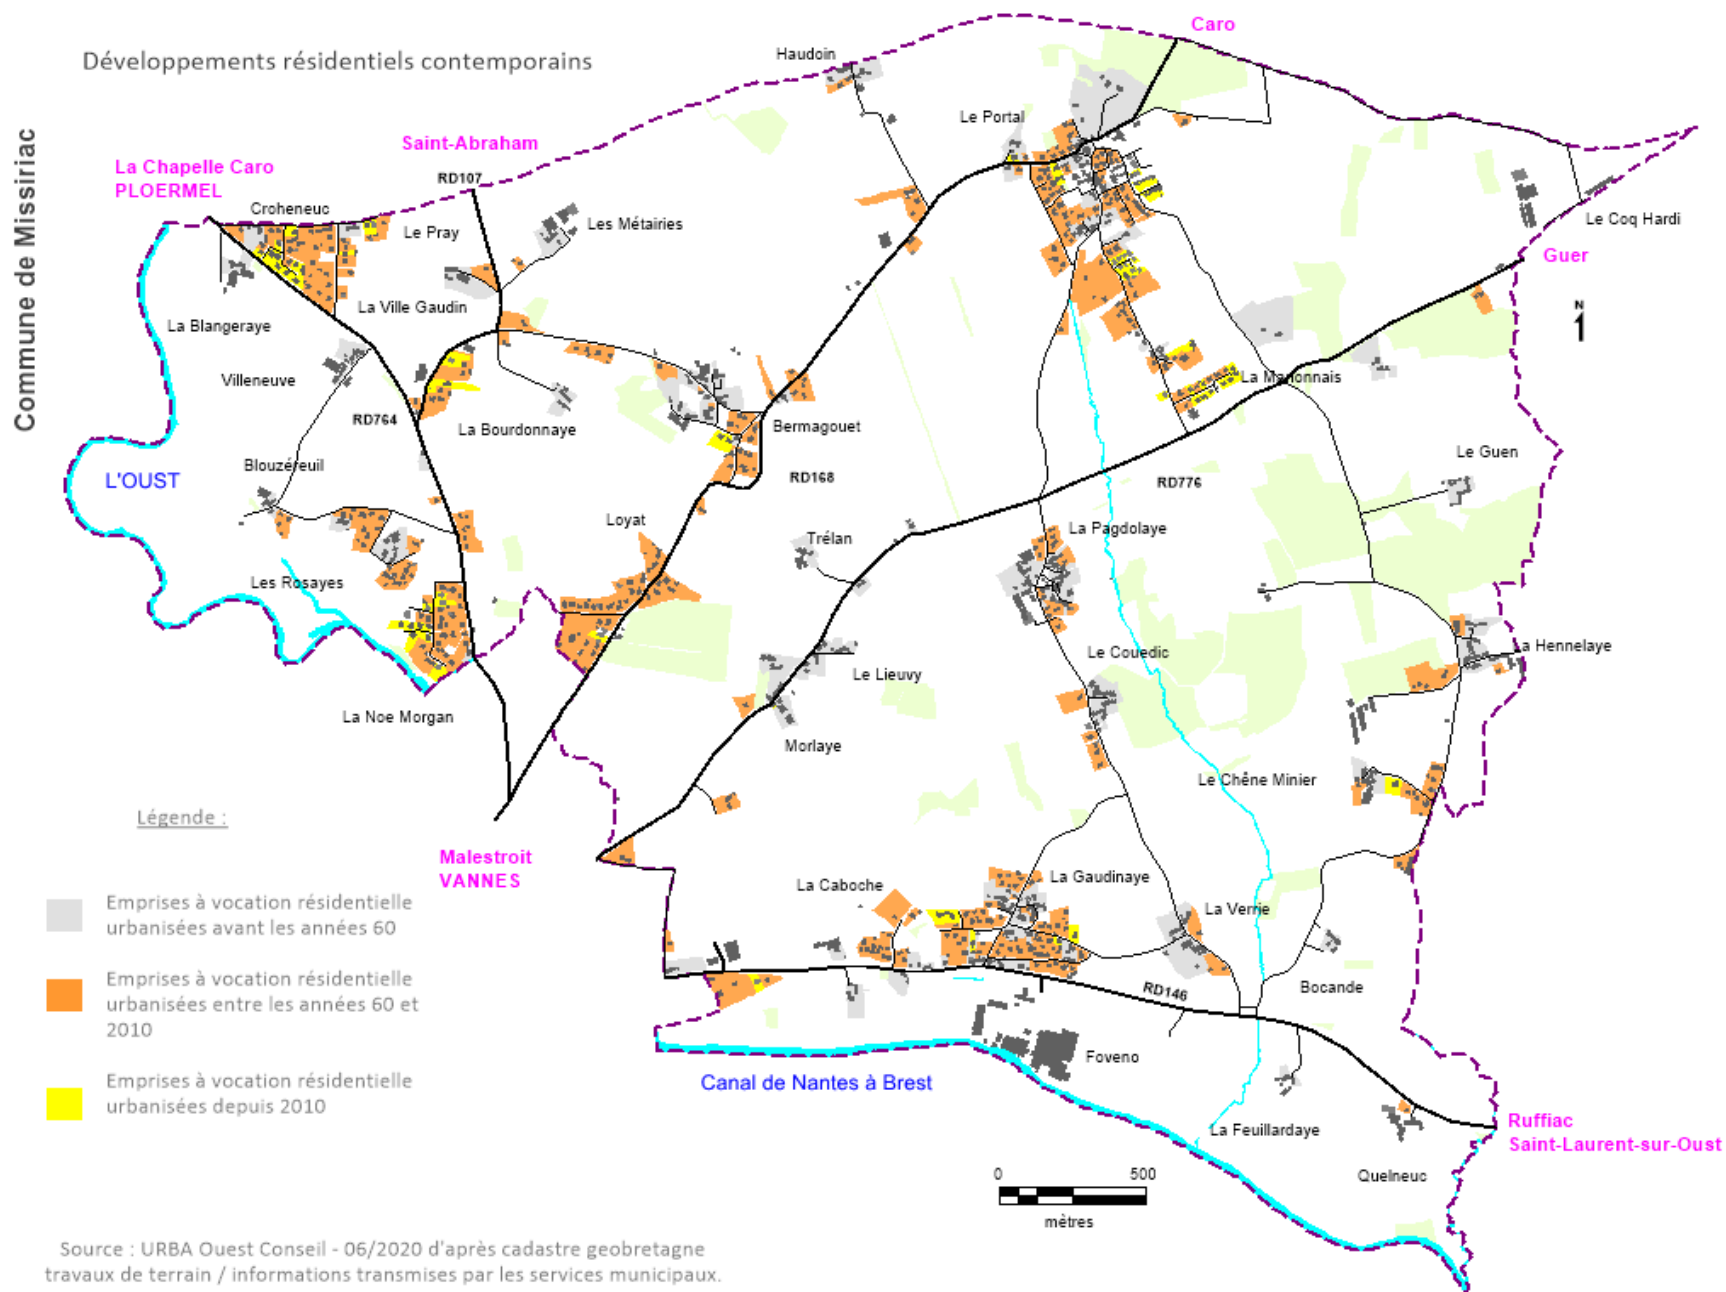 Développements résidentiels contemporains
Commune de Missiriac
Caro
Haudoin
Le Portal
Saint-Abraham
La Chapelle Caro
PLOERMEL
RD107
Croheneuc
Le Pray
Les Métairies
Le Coq Hardi
Guer
N
1
La Ville Gaudin
La Blangeraye
Villeneuve
La Manonnais
RD764
La Bourdonnaye
Bermagouet
Blouzéreuil
L'OUST
RD168
RD776
Le Guen
Loyat
Trélan
La Pagdolaye
Les Rosayes
Le Couedic
La Hennelaye
Le Lieuvy
La Noe Morgan
Morlaye
Le Chêne Minier
Légende :
Malestroit
VANNES
La Caboche
La Gaudinaye
La Verrie
Emprises à vocation résidentielle
urbanisées avant les années 60
Emprises à vocation résidentielle
urbanisées entre les années 60 et
2010
RD146
Bocande
Foveno
Canal de Nantes à Brest
Emprises à vocation résidentielle
urbanisées depuis 2010
La Feuillardaye
Ruffiac
Saint-Laurent-sur-Oust
Quelneuc
0 500
mètres
Source : URBA Ouest Conseil - 06/2020 d'après cadastre geobretagne
travaux de terrain / informations transmises par les services municipaux.